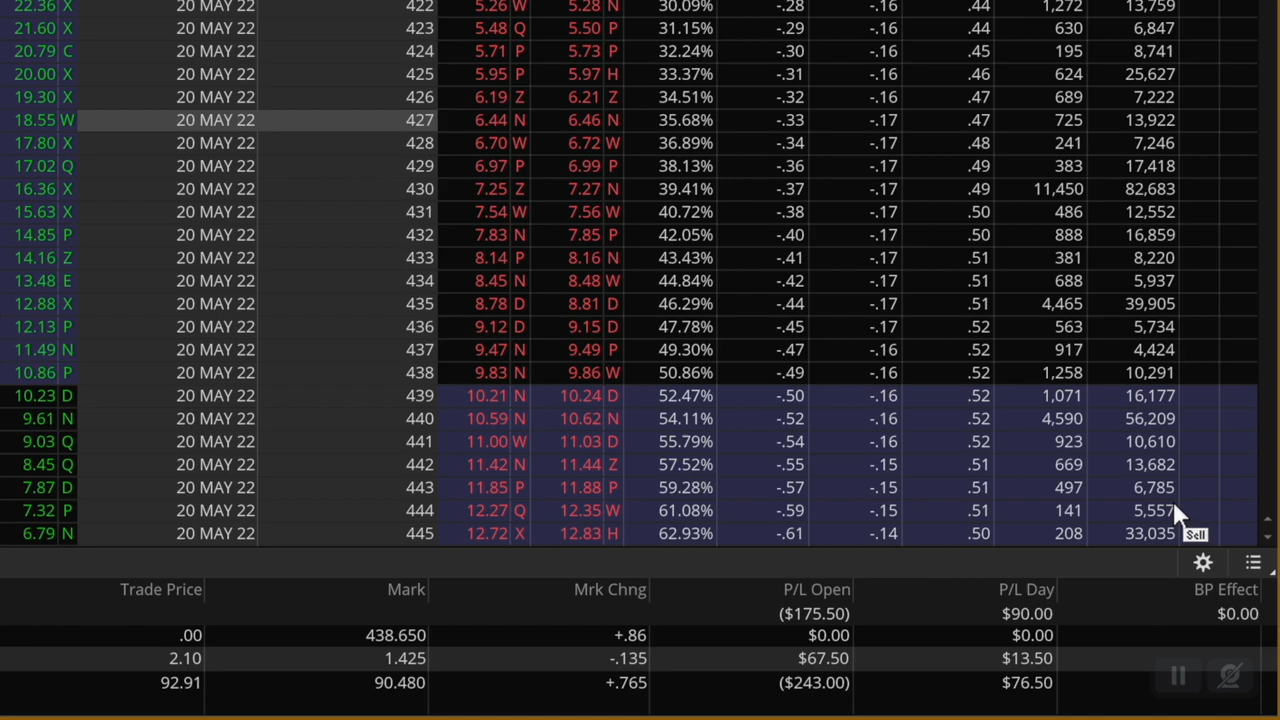 22.36 X 20 MAY 22 422 5.26 W 5.28 N 30.09% -.28 -.16 .44 1,272 13,759
21.60 X 20 MAY 22 423 5.48 Q 5.50 P 31.15% -.29 -.16 .44 630 6,847
20.79 C 20 MAY 22 424 5.71 P 5.73 P 32.24% -.30 -.16 .45 195 8,741
20.00 X 20 MAY 22 425 5.95 P 5.97 H 33.37% -.31 -.16 .46 624 25,627
19.30 X 20 MAY 22 426 6.19 Z 6.21 Z 34.51% -.32 -.16 .47 689 7,222
18.55 W 20 MAY 22 427 6.44 N 6.46 N 35.68% -.33 -.17 .47 725 13,922
17.80 X 20 MAY 22 428 6.70 W 6.72 W 36.89% -.34 -.17 .48 241 7,246
17.02 Q 20 MAY 22 429 6.97 P 6.99 P 38.13% -.36 -.17 .49 383 17,418
16.36 X 20 MAY 22 430 7.25 Z 7.27 N 39.41% -.37 -.17 .49 11,450 82,683
15.63 X 20 MAY 22 431 7.54 W 7.56 W 40.72% -.38 -.17 .50 486 12,552
14.85 P 20 MAY 22 432 7.83 N 7.85 P 42.05% -.40 -.17 .50 888 16,859
14.16 Z 20 MAY 22 433 8.14 P 8.16 N 43.43% -.41 -.17 .51 381 8,220
13.48 E 20 MAY 22 434 8.45 N 8.48 W 44.84% -.42 -.17 .51 688 5,937
12.88 X 20 MAY 22 435 8.78 D 8.81 D 46.29% -.44 -.17 .51 4,465 39,905
12.13 P 20 MAY 22 436 9.12 D 9.15 D 47.78% -.45 -.17 .52 563 5,734
11.49 N 20 MAY 22 437 9.47 N 9.49 P 49.30% -.47 -.16 .52 917 4,424
10.86 P 20 MAY 22 438 9.83 N 9.86 W 50.86% -.49 -.16 .52 1,258 10,291
10.23 D 20 MAY 22 439 10.21 N 10.24 D 52.47% -.50 -.16 .52 1,071 16,177
9.61 N 20 MAY 22 440 10.59 N 10.62 N 54.11% -.52 -.16 .52 4,590 56,209
9.03 Q 20 MAY 22 441 11.00 W 11.03 D 55.79% -.54 -.16 .52 923 10,610
8.45 Q 20 MAY 22 442 11.42 N 11.44 Z 57.52% -.55 -.15 .51 669 13,682
7.87 D 20 MAY 22 443 11.85 P 11.88 P 59.28% -.57 -.15 .51 497 6,785
7.32 P 20 MAY 22 444 12.27 Q 12.35 W 61.08% -.59 -.15 .51 141 5,557
6.79 N 20 MAY 22 445 12.72 X 12.83 H 62.93% -.61 -.14 .50 208 33,035
Sell
Trade Price Mark Mrk Chng P/L Open P/L Day BP Effect
($175.50) $90.00 $0.00
.00 438.650 +.86 $0.00 $0.00
2.10 1.425 -.135 $67.50 $13.50
92.91 90.480 +.765 ($243.00) $76.50